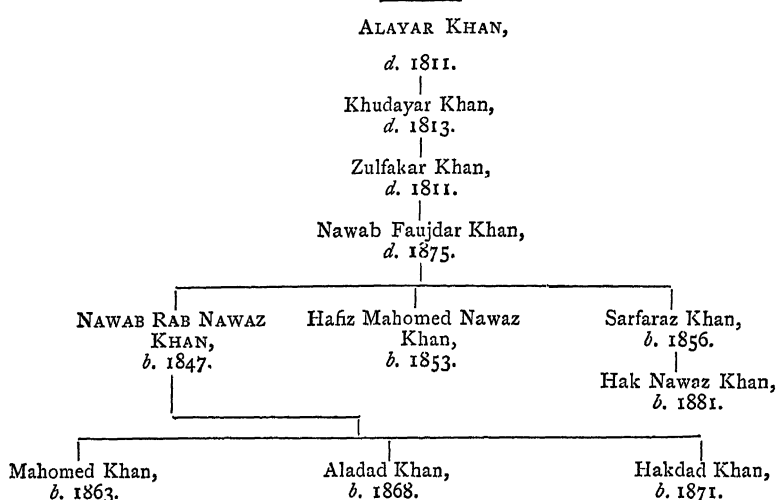 ALAYAR KHAN,
d. 1811.
Khudayar Khan,
d. 1813.
Zulfakar Khan,
d. 1811.
Nawab Faujdar Khan,
d. 1875.
NAWAB RAB NAWAZ
KHAN,
b. 1847.
Hafiz Mahomed Nawaz
Khan,
b. 1853.
Sarfaraz Khan,
b. 1856.
Hak Nawaz Khan,
b. 1881.
Mahomed Khan,
b. 1863.
Aladad Khan,
b. 1868.
Hakdad Khan,
b. 1871.